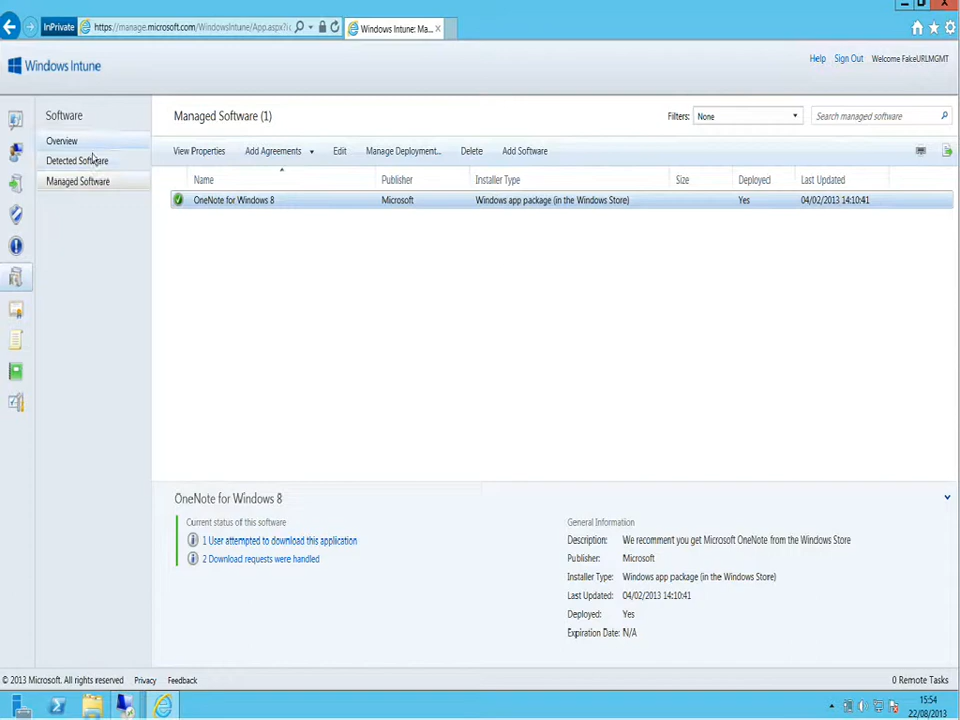 InPrivate
https://manage.microsoft.com/WindowsIntune/App.aspx?i
Windows Intune: Ma...
Windows Intune
Help
Sign Out
Welcome FakeURLMGMT
Software
Overview
Detected Software
Managed Software
Managed Software (1)
Filters:
None
Search managed software
View Properties
Add Agreements
Edit
Manage Deployment...
Delete
Add Software
Name
Publisher
Installer Type
Size
Deployed
Last Updated
OneNote for Windows 8
Microsoft
Windows app package (in the Windows Store)
Yes
04/02/2013 14:10:41
OneNote for Windows 8
Current status of this software
1 User attempted to download this application
2 Download requests were handled
General Information
Description: We recomment you get Microsoft OneNote from the Windows Store
Publisher: Microsoft
Installer Type: Windows app package (in the Windows Store)
Last Updated: 04/02/2013 14:10:41
Deployed: Yes
Expiration Date: N/A
© 2013 Microsoft. All Rights Reserved.
Privacy
Feedback
0 Remote Tasks
15:54
22/08/2013